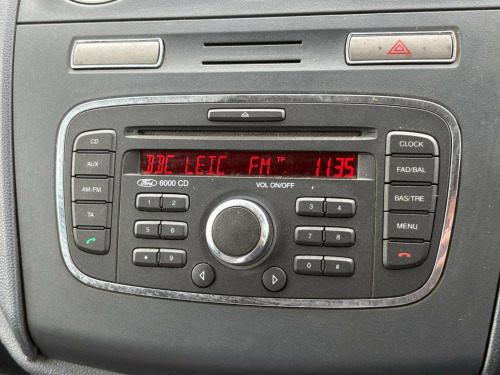 CD
AUX
AM/FM
TA
BBC LEIC FM TP 1135
Ford 6000 CD
VOL ON/OFF
1 2
5 6
* 9
3 4
7 8
0 #
CLOCK
FAD/BAL
BAS/TRE
MENU